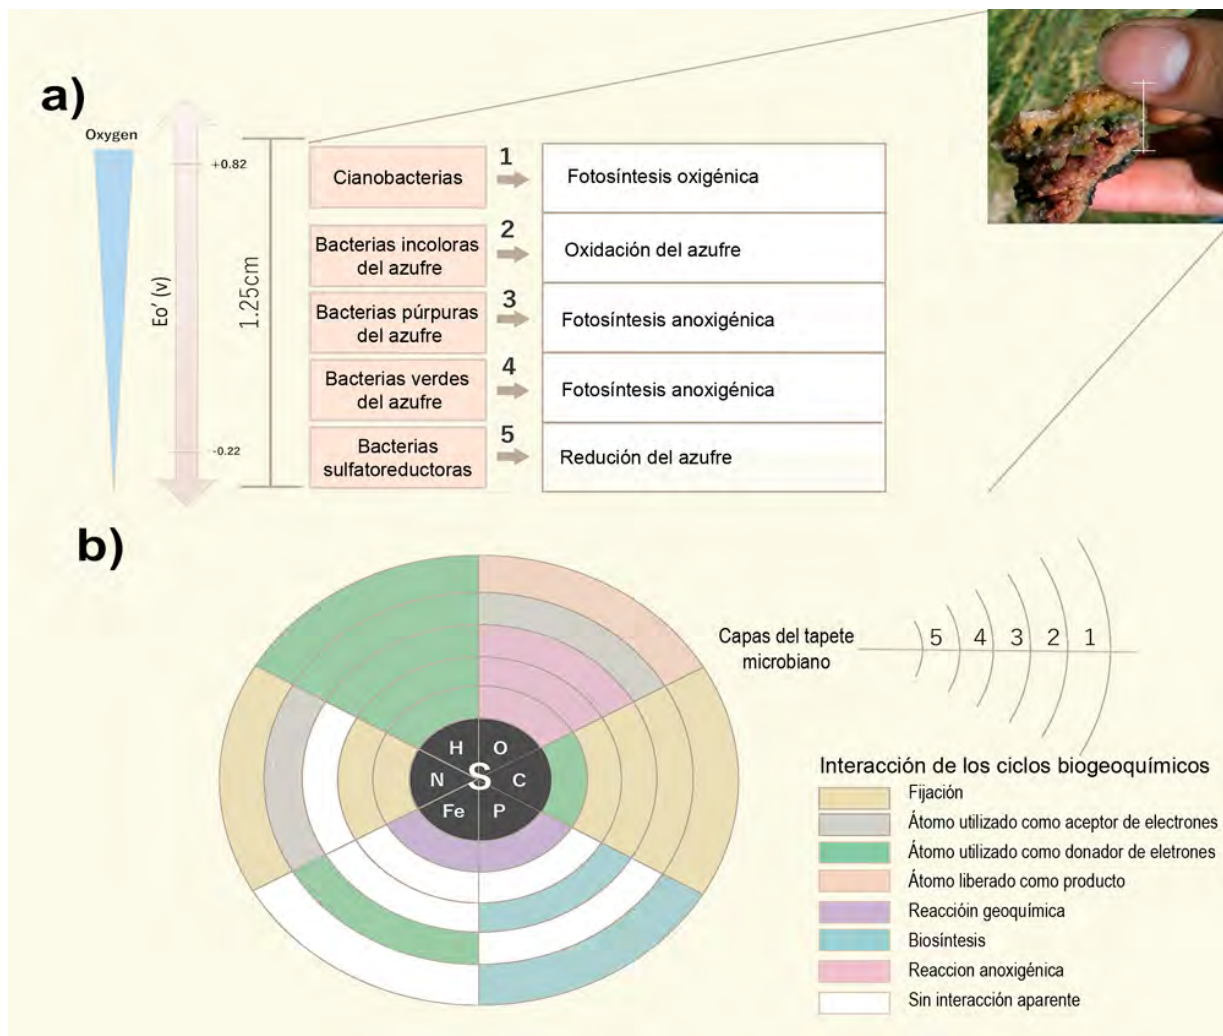 a)
Oxygen
+0.82
Eo' (v)
-0.22
1.25cm
Cianobacterias
1
Fotosíntesis oxigénica
Bacterias incoloras
del azufre
2
Oxidación del azufre
Bacterias púrpuras
del azufre
3
Fotosíntesis anoxigénica
Bacterias verdes
del azufre
4
Fotosíntesis anoxigénica
Bacterias
sulfatoreductoras
5
Redución del azufre
b)
H O
N S C
Fe P
Capas del tapete
microbiano
5 4 3 2 1
Interacción de los ciclos biogeoquímicos
Fijación
Átomo utilizado como aceptor de electrones
Átomo utilizado como donador de eletrones
Átomo liberado como producto
Reaccióin geoquímica
Biosíntesis
Reaccion anoxigénica
Sin interacción aparente